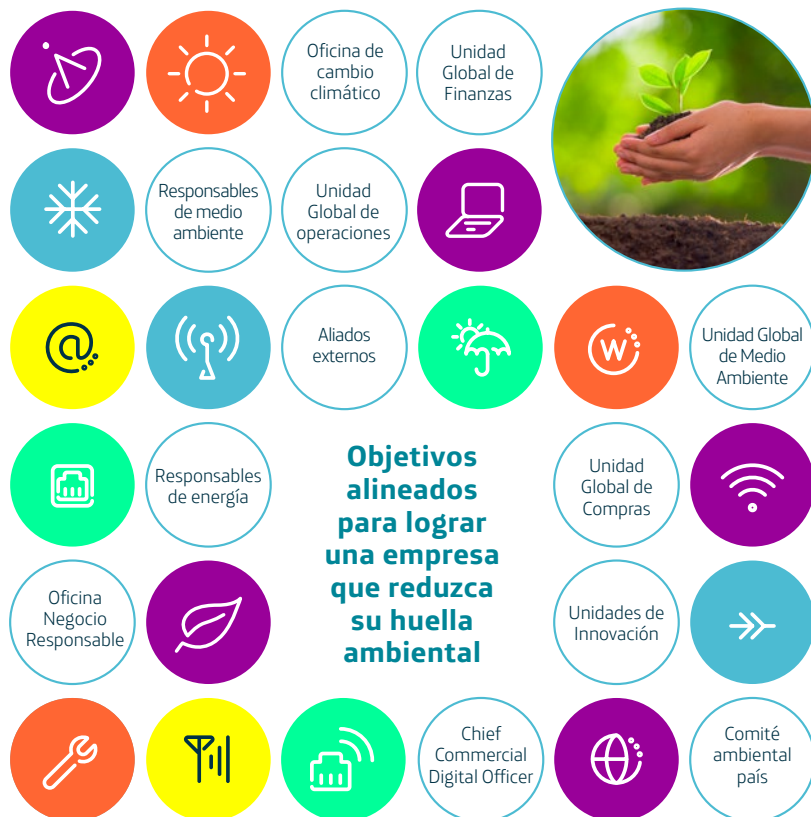 Oficina de
cambio
climático
Unidad
Global de
Finanzas
Responsables
de medio
ambiente
Unidad
Global de
operaciones
@
Aliados
externos
W
Unidad Global
de Medio
Ambiente
Responsables
de energía
Objetivos
alineados
para lograr
una empresa
que reduzca
su huella
ambiental
Unidad
Global de
Compras
Oficina
Negocio
Responsable
Unidades de
Innovación
Chief
Commercial
Digital Officer
Comité
ambiental
país